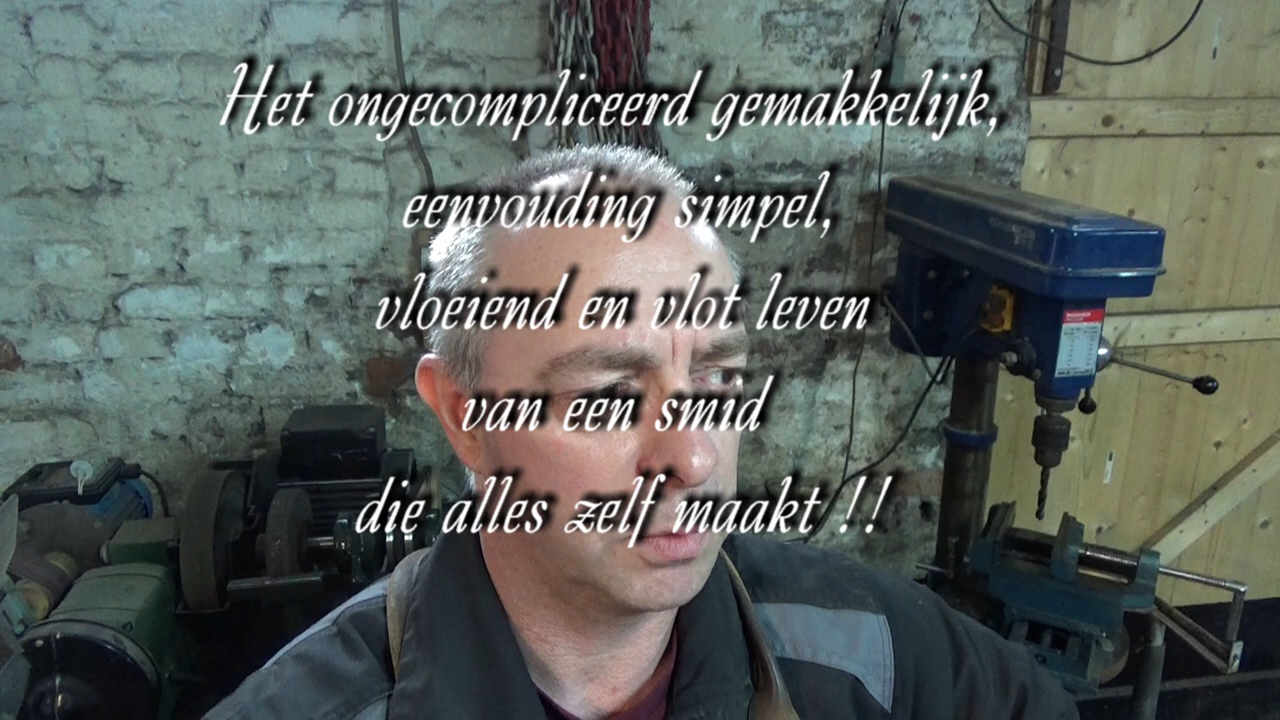 Het ongecompliceerd gemakkelijk,
eenvouding simpel,
vloeiend en vlot leven
van een smid
die alles zelf maakt !!